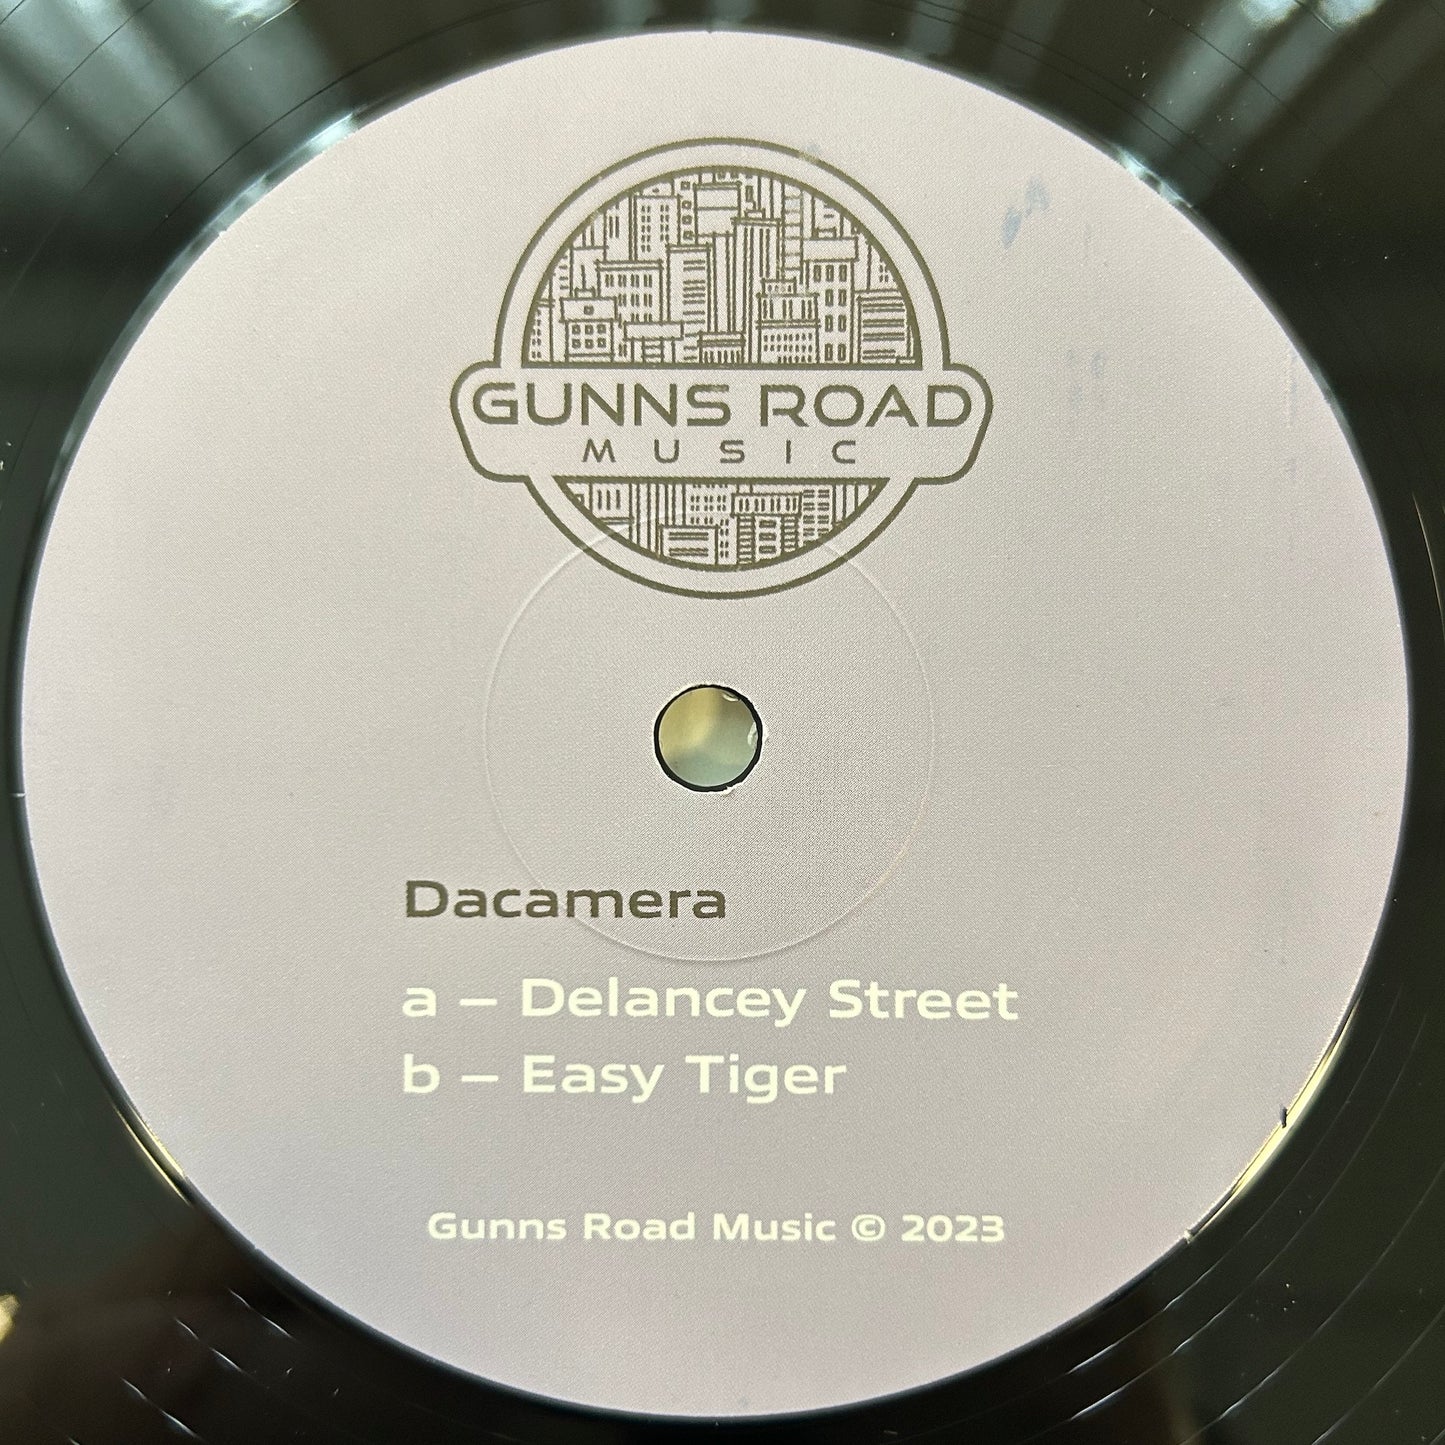 GUNNS ROAD
MUSIC
Dacamera
a – Delancey Street
b – Easy Tiger
Gunns Road Music © 2023